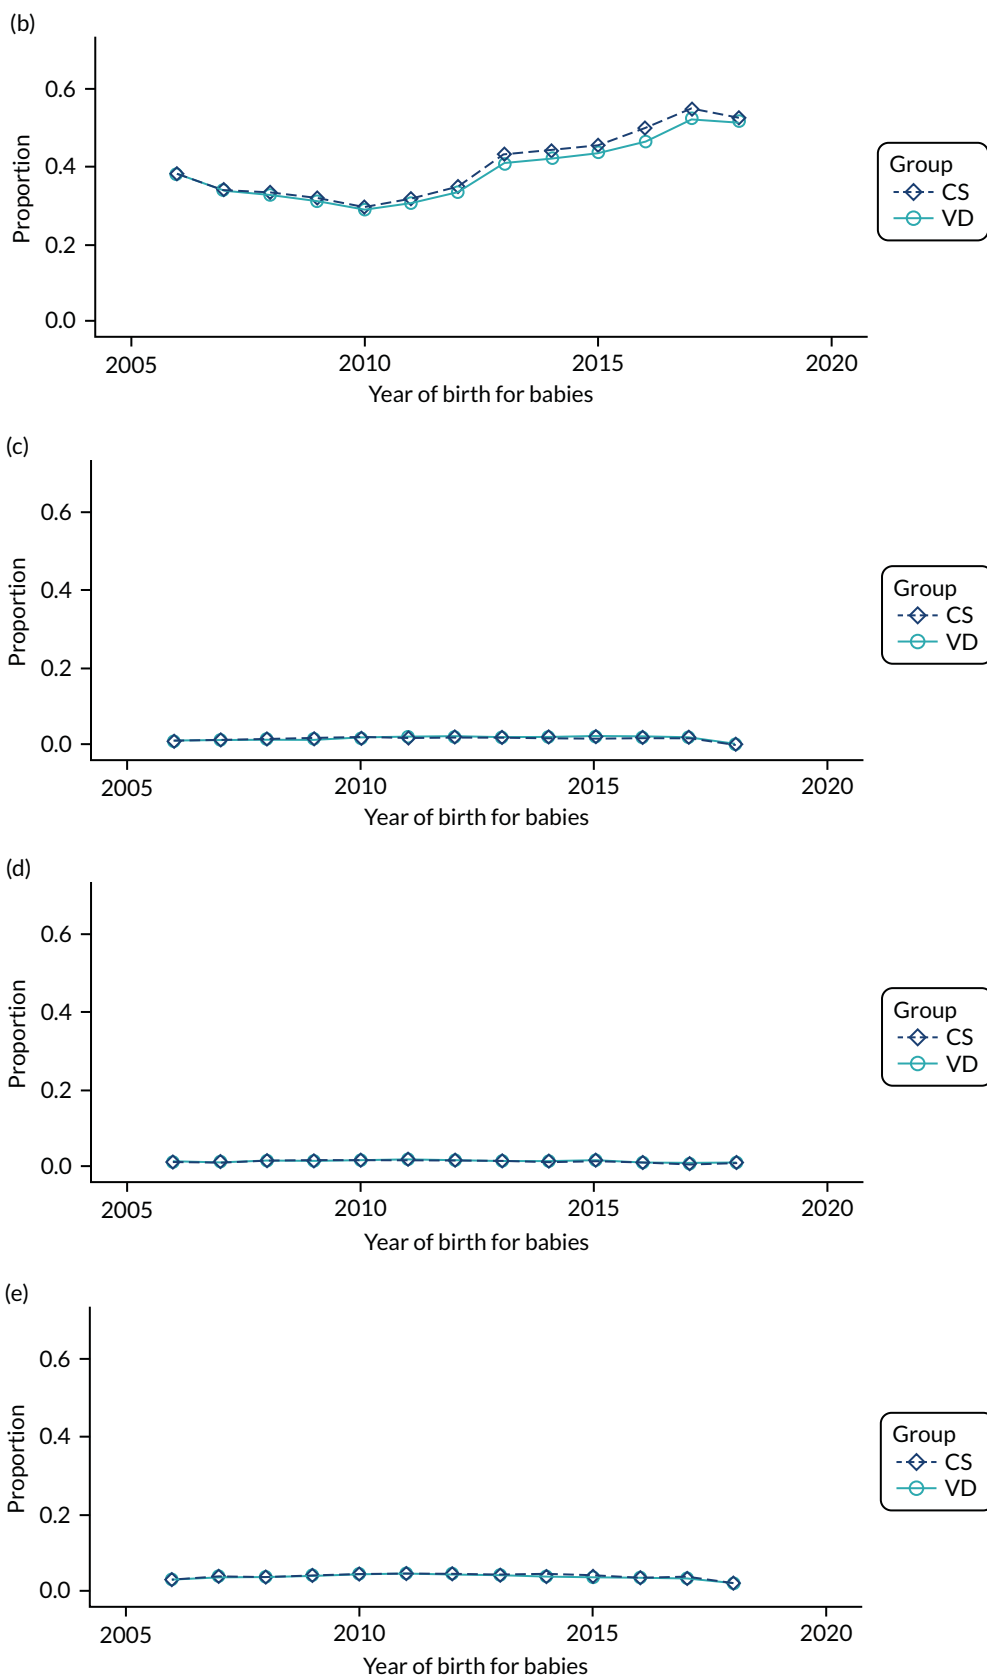 (b)
0.6
0.4
0.2
0.0
Proportion
2005 2010 2015 2020
Year of birth for babies
Group
CS
VD
(c)
0.6
0.4
0.2
0.0
Proportion
2005 2010 2015 2020
Year of birth for babies
Group
CS
VD
(d)
0.6
0.4
0.2
0.0
Proportion
2005 2010 2015 2020
Year of birth for babies
Group
CS
VD
(e)
0.6
0.4
0.2
0.0
Proportion
2005 2010 2015 2020
Year of birth for babies
Group
CS
VD